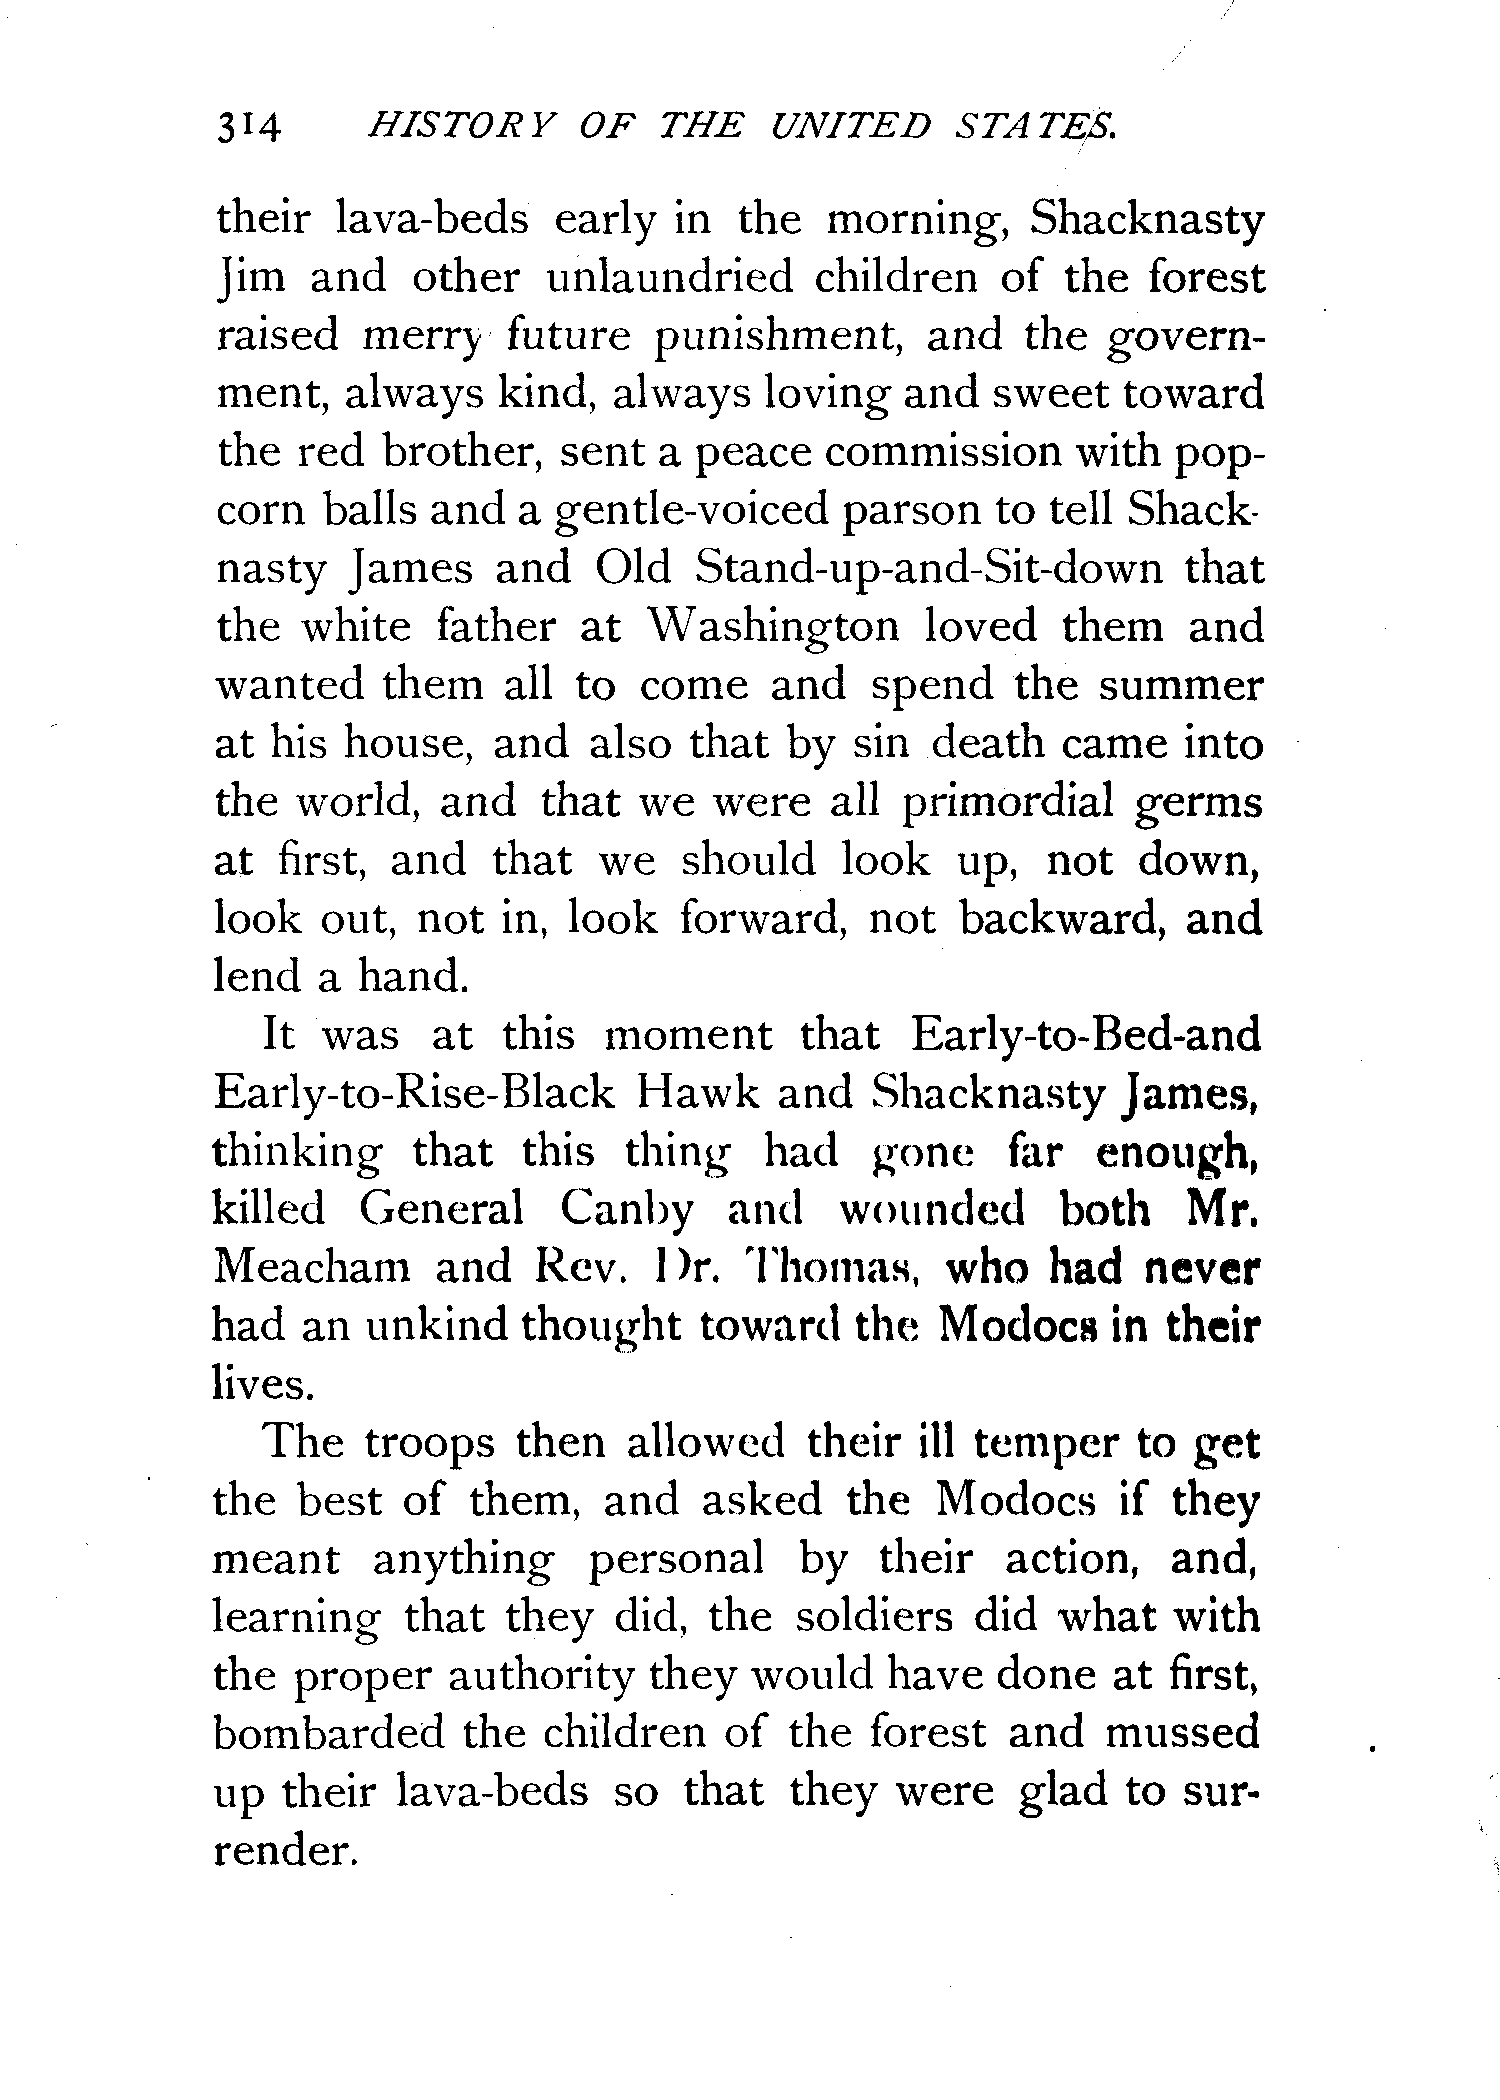 314 HISTORY OF THE UNITED STATES.
their lava-beds early in the morning, Shacknasty
Jim and other unlaundried children of the forest
raised merry future punishment, and the govern-
ment, always kind, always loving and sweet toward
the red brother, sent a peace commission with pop-
corn balls and a gentle-voiced parson to tell Shack-
nasty James and Old Stand-up-and-Sit-down that
the white father at Washington loved them and
wanted them all to come and spend the summer
at his house, and also that by sin death came into
the world, and that we were all primordial germs
at first, and that we should look up, not down,
look out, not in, look forward, not backward, and
lend a hand.
It was at this moment that Early-to-Bed-and
Early-to-Rise-Black Hawk and Shacknasty James,
thinking that this thing had gone far enough,
killed General Canby and wounded both Mr.
Meacham and Rev. Dr. Thomas, who had never
had an unkind thought toward the Modocs in their
lives.
The troops then allowed their ill temper to get
the best of them, and asked the Modocs if they
meant anything personal by their action, and,
learning that they did, the soldiers did what with
the proper authority they would have done at first,
bombarded the children of the forest and mussed
up their lava-beds so that they were glad to sur-
render.